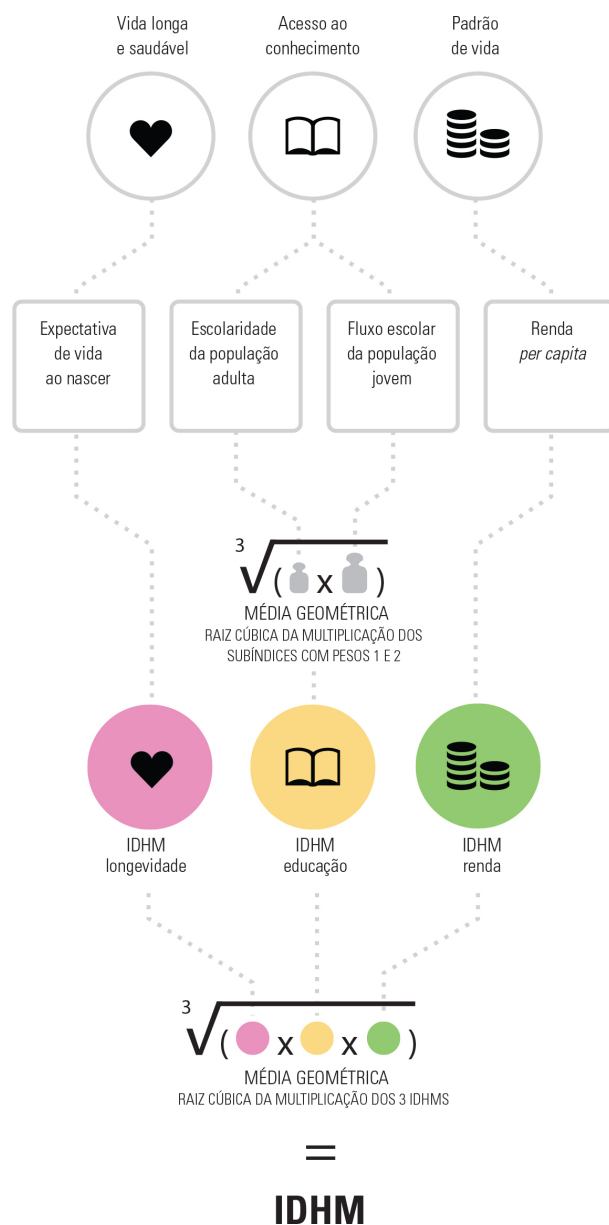 Vida longa
e saudável
Acesso ao
conhecimento
Padrão
de vida
Expectativa
de vida
ao nascer
Escolaridade
da população
adulta
Fluxo escolar
da população
jovem
Renda
per capita
3
√ ( x )
MÉDIA GEOMÉTRICA
RAIZ CÚBICA DA MULTIPLICAÇÃO DOS
SUBÍNDICES COM PESOS 1 E 2
IDHM
longevidade
IDHM
educação
IDHM
renda
3
√ ( x x )
MÉDIA GEOMÉTRICA
RAIZ CÚBICA DA MULTIPLICAÇÃO DOS 3 IDHMS
=
IDHM